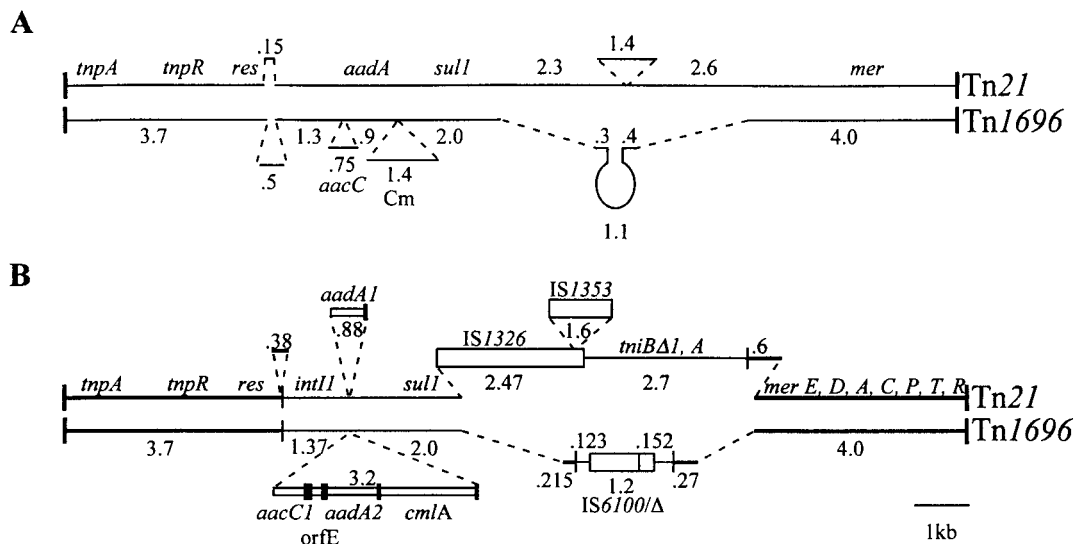 A
.15
1.4
tnpA tnpR res aadA sul1 2.3 2.6 mer
Tn21
Tn1696
3.7 1.3 .9 2.0 .3 .4 4.0
.5 .75 1.4
aacC Cm
1.1
B
aadA1 IS1353
.38 .88 IS1326 1.6 tniBΔ1, A .6
tnpA tnpR res intI1 sul1 2.47 2.7 mer E, D, A, C, P, T, R
Tn21
Tn1696
3.7 1.37 2.0 .123 .152 4.0
3.2 .215 1.2 .27
aacC1 aadA2 cmlA IS6100/Δ
orfE 1kb